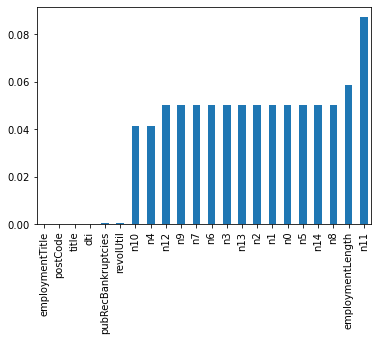 0.08
0.06
0.04
0.02
0.00
employmentTitle
postCode
title
dti
pubRecBankruptcies
revolUtil
n10
n4
n12
n9
n7
n6
n3
n13
n2
n1
n0
n5
n14
n8
employmentLength
n11